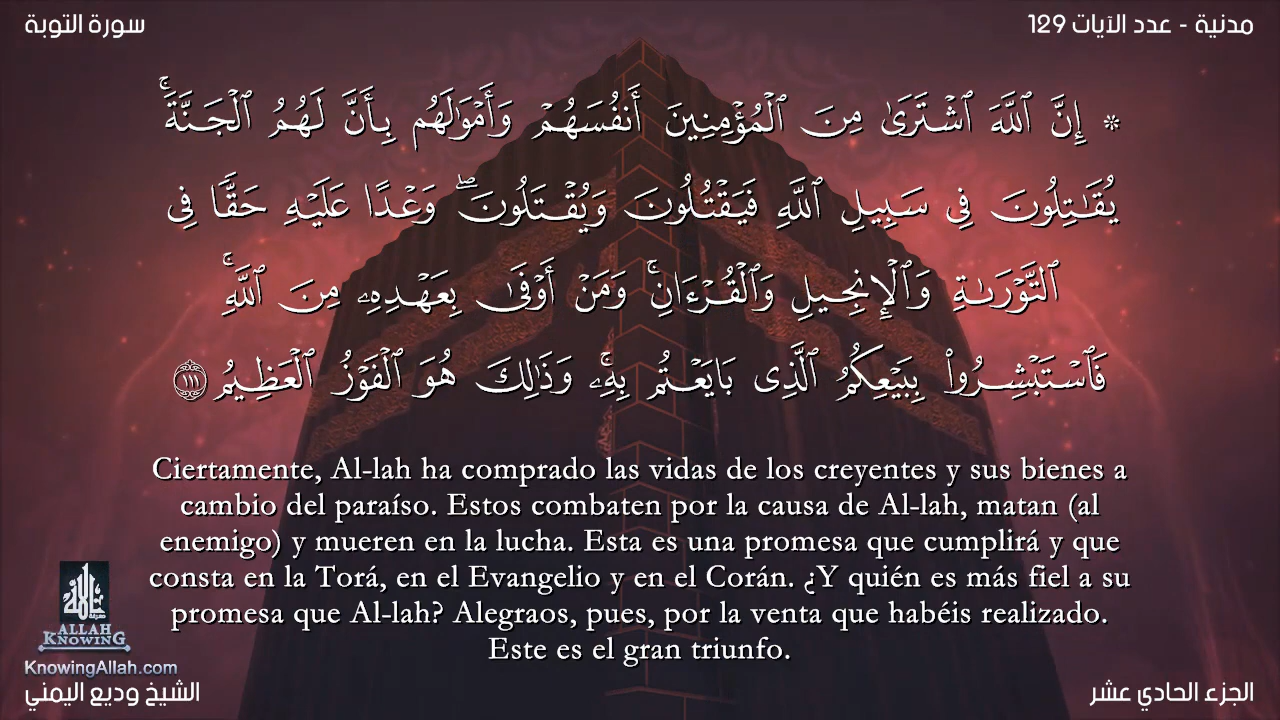 سورة التوبة
مدنية - عدد الآيات 129
۞ إِنَّ ٱللَّهَ ٱشْتَرَىٰ مِنَ ٱلْمُؤْمِنِينَ أَنفُسَهُمْ وَأَمْوَٰلَهُم بِأَنَّ لَهُمُ ٱلْجَنَّةَۚ
يُقَٰتِلُونَ فِى سَبِيلِ ٱللَّهِ فَيَقْتُلُونَ وَيُقْتَلُونَۖ وَعْدًا عَلَيْهِ حَقًّا فِى
ٱلتَّوْرَىٰةِ وَٱلْإِنجِيلِ وَٱلْقُرْءَانِۚ وَمَنْ أَوْفَىٰ بِعَهْدِهِۦ مِنَ ٱللَّهِۚ
فَٱسْتَبْشِرُوا۟ بِبَيْعِكُمُ ٱلَّذِى بَايَعْتُم بِهِۦۚ وَذَٰلِكَ هُوَ ٱلْفَوْزُ ٱلْعَظِيمُ ١١١
Ciertamente, Al-lah ha comprado las vidas de los creyentes y sus bienes a
cambio del paraíso. Estos combaten por la causa de Al-lah, matan (al
enemigo) y mueren en la lucha. Esta es una promesa que cumplirá y que
consta en la Torá, en el Evangelio y en el Corán. ¿Y quién es más fiel a su
promesa que Al-lah? Alegraos, pues, por la venta que habéis realizado.
Este es el gran triunfo.
ALLAH
KNOWING
KnowingAllah.com
الشيخ وديع اليمني
الجزء الحادي عشر